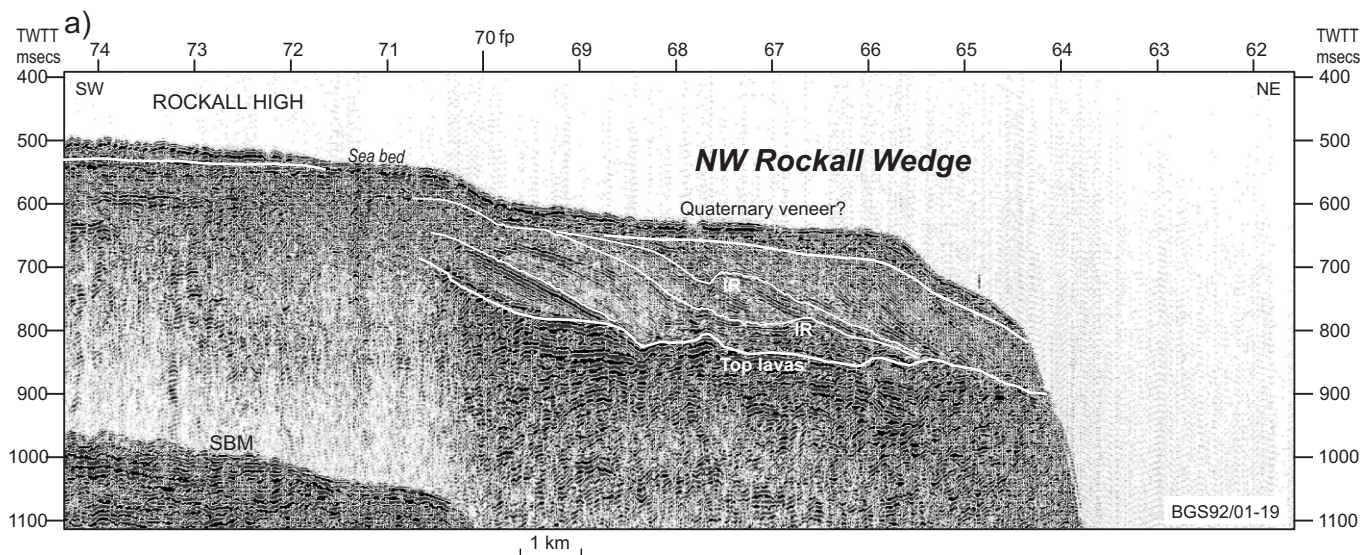 a)
TWTT
msecs
74 73 72 71 70 fp 69 68 67 66 65 64 63 62
TWTT
msecs
400 400
SW NE
ROCKALL HIGH
500 500
Sea bed
NW Rockall Wedge
600 600
Quaternary veneer?
700 700
IR
800 IR 800
Top lavas
900 900
SBM
1000 1000
BGS92/01-19
1100 1100
1 km